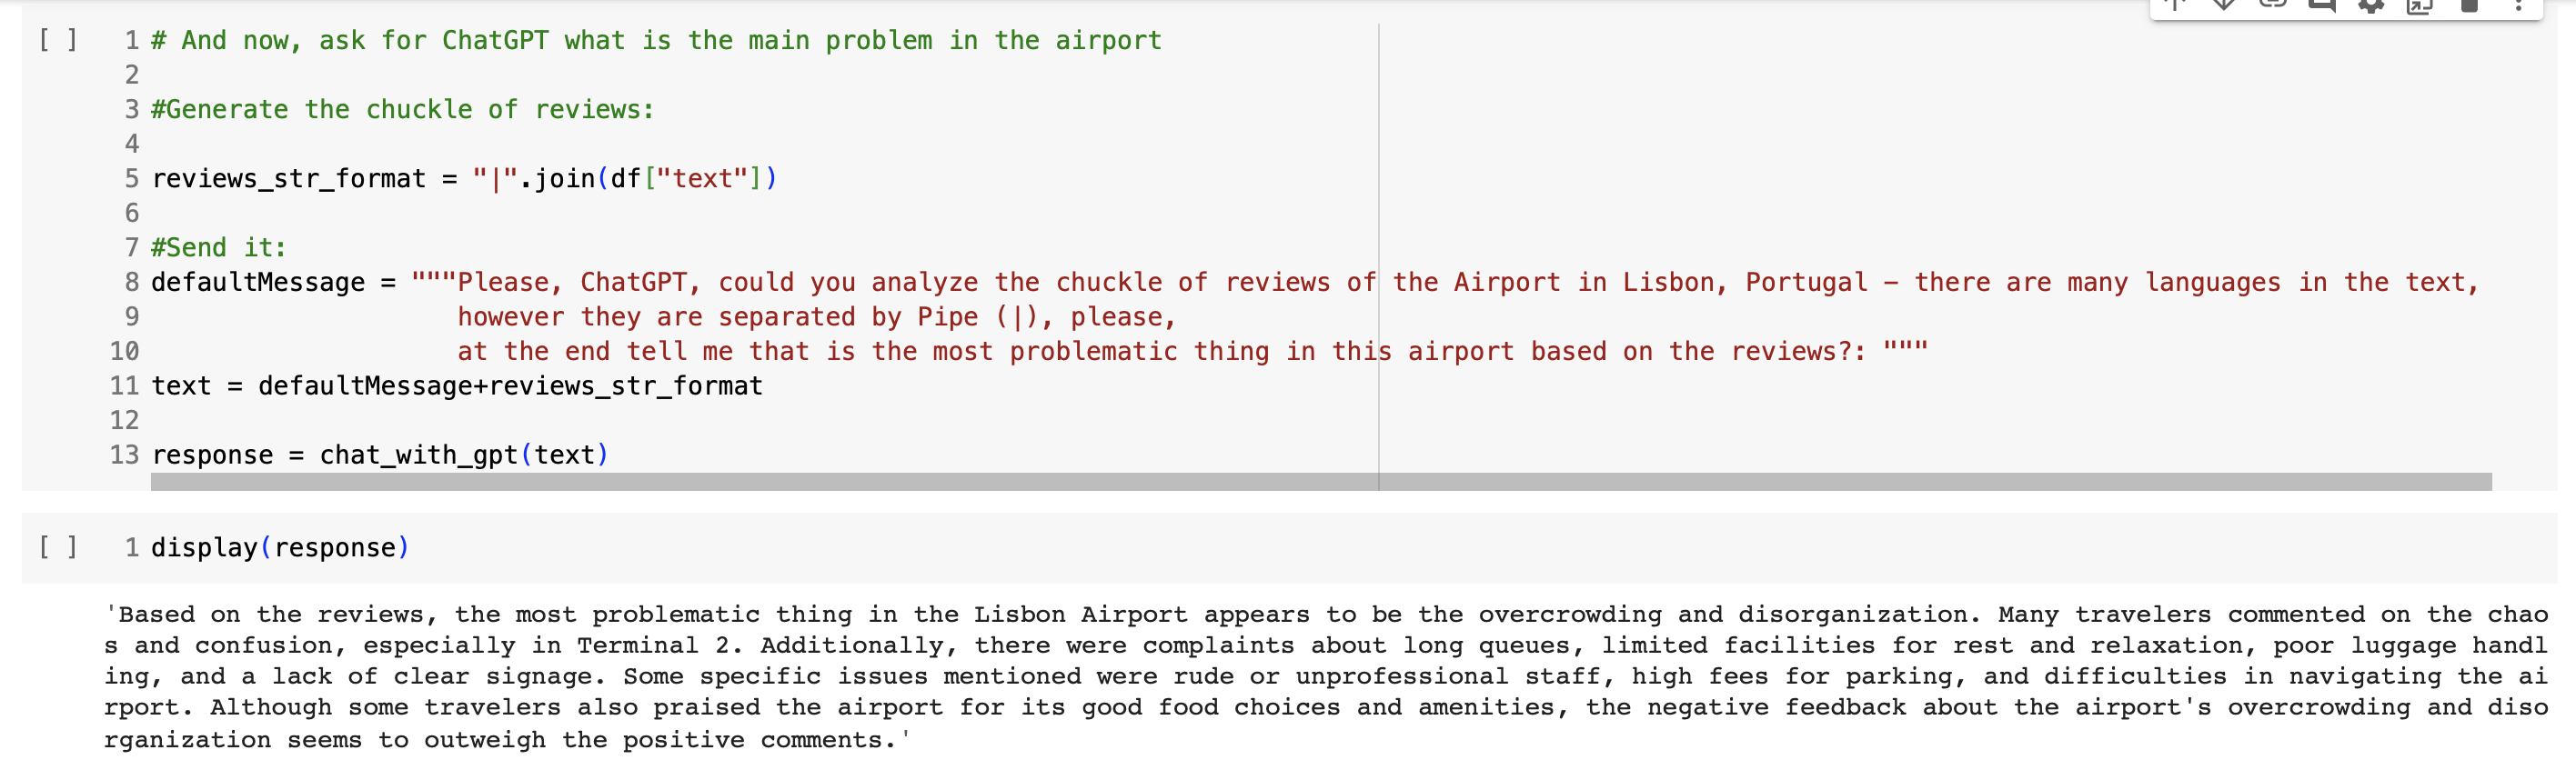 [ ] 1 # And now, ask for ChatGPT what is the main problem in the airport
2
3 #Generate the chuckle of reviews:
4
5 reviews_str_format = "|".join(df["text"])
6
7 #Send it:
8 defaultMessage = """Please, ChatGPT, could you analyze the chuckle of reviews of the Airport in Lisbon, Portugal – there are many languages in the text,
9 however they are separated by Pipe (|), please,
10 at the end tell me that is the most problematic thing in this airport based on the reviews?: """
11 text = defaultMessage+reviews_str_format
12
13 response = chat_with_gpt(text)
[ ] 1 display(response)
'Based on the reviews, the most problematic thing in the Lisbon Airport appears to be the overcrowding and disorganization. Many travelers commented on the chao
s and confusion, especially in Terminal 2. Additionally, there were complaints about long queues, limited facilities for rest and relaxation, poor luggage handl
ing, and a lack of clear signage. Some specific issues mentioned were rude or unprofessional staff, high fees for parking, and difficulties in navigating the ai
rport. Although some travelers also praised the airport for its good food choices and amenities, the negative feedback about the airport's overcrowding and diso
rganization seems to outweigh the positive comments.'